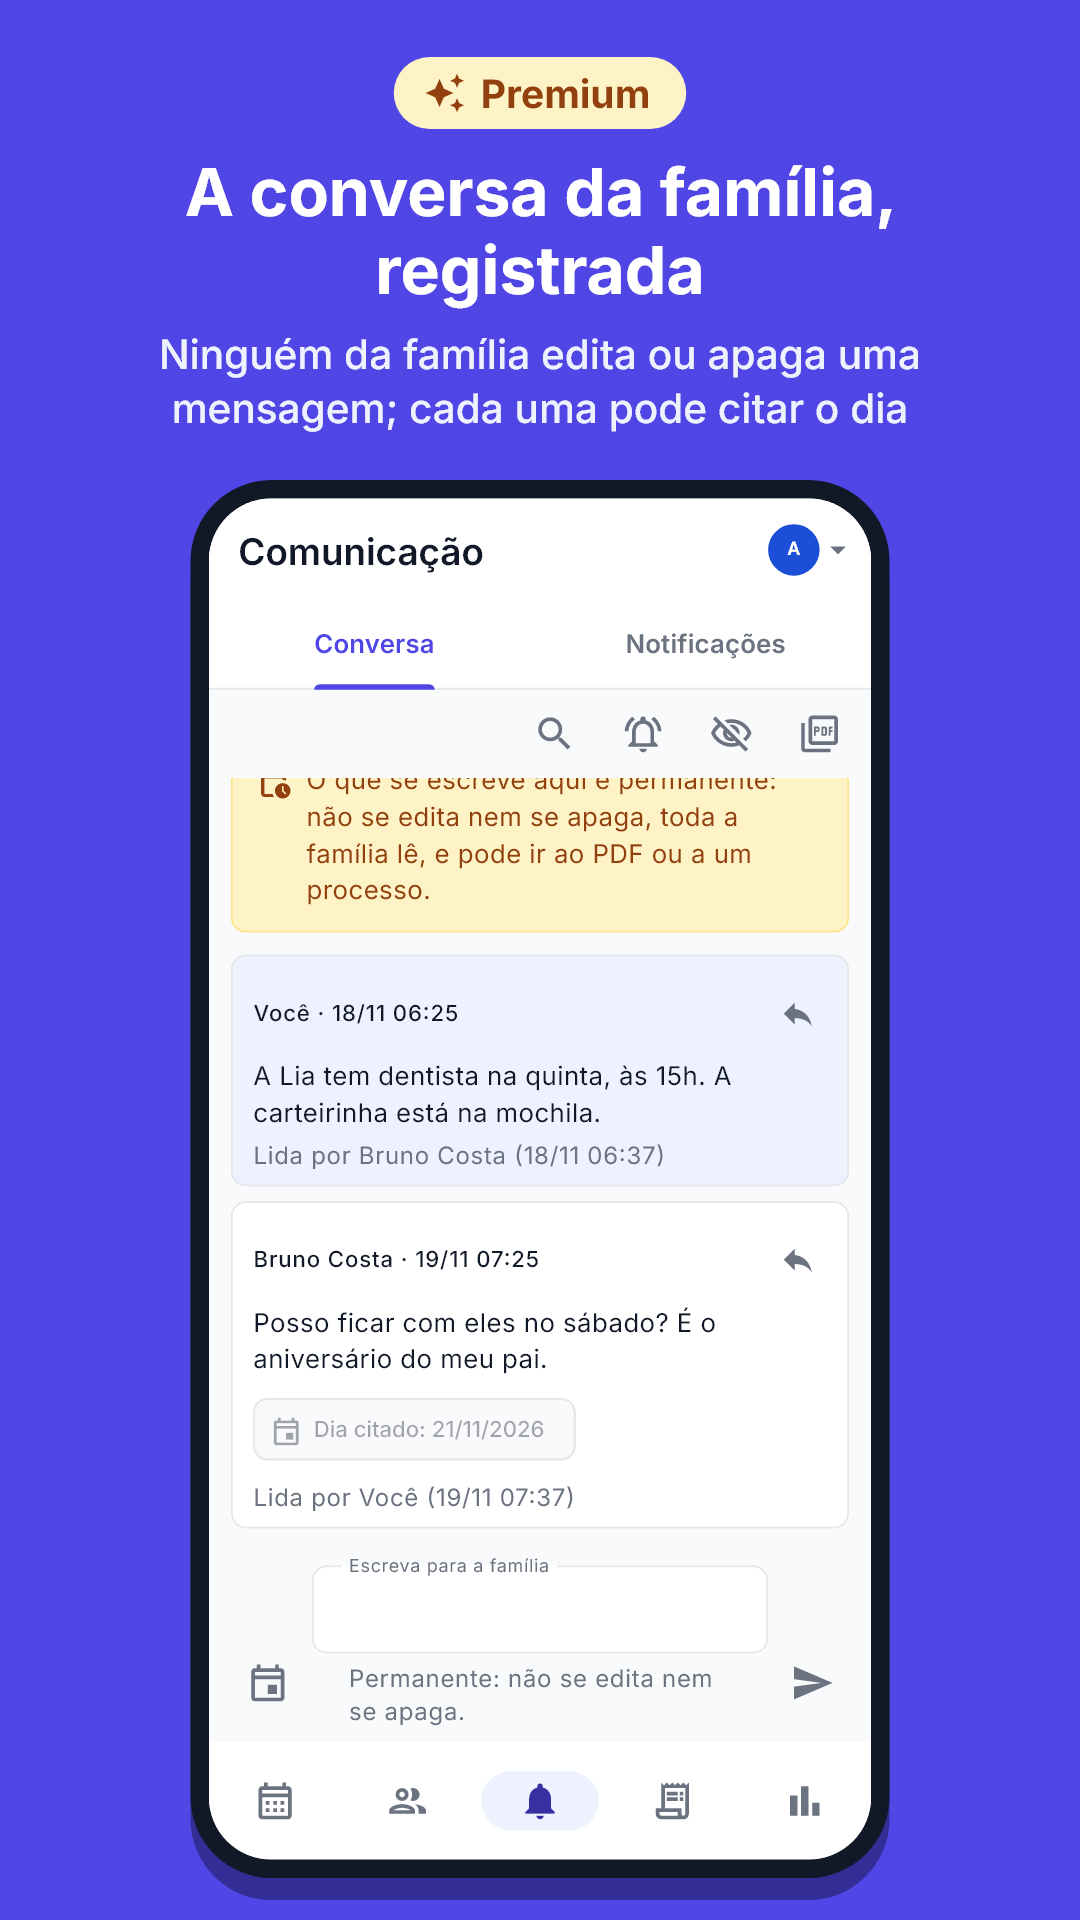 Premium
A conversa da família,
registrada
Ninguém da família edita ou apaga uma
mensagem; cada uma pode citar o dia
Comunicação
A
Conversa
Notificações
PDF
O que se escreve aqui é permanente:
não se edita nem se apaga, toda a
família lê, e pode ir ao PDF ou a um
processo.
Você · 18/11 06:25
A Lia tem dentista na quinta, às 15h. A
carteirinha está na mochila.
Lida por Bruno Costa (18/11 06:37)
Bruno Costa · 19/11 07:25
Posso ficar com eles no sábado? É o
aniversário do meu pai.
Dia citado: 21/11/2026
Lida por Você (19/11 07:37)
Escreva para a família
Permanente: não se edita nem
se apaga.